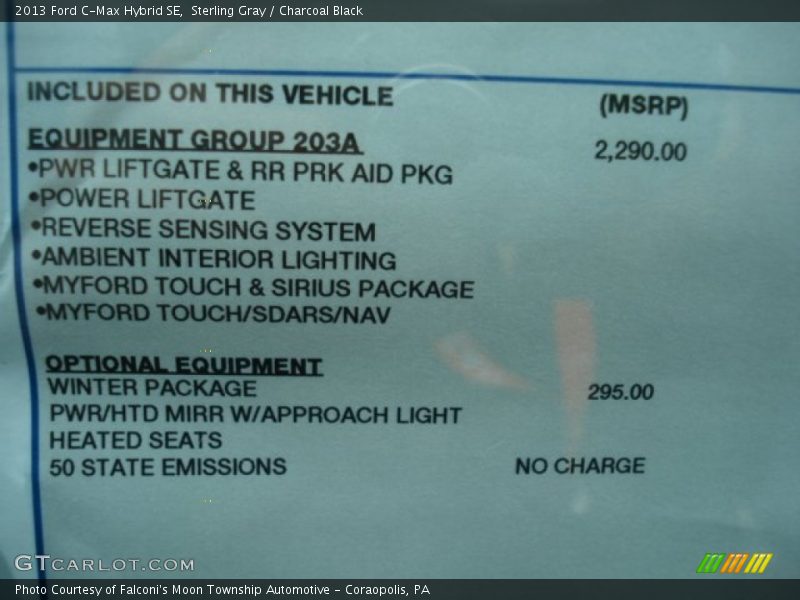 2013 Ford C-Max Hybrid SE,  Sterling Gray / Charcoal Black
INCLUDED ON THIS VEHICLE
(MSRP)
EQUIPMENT GROUP 203A
2,290.00
•PWR LIFTGATE & RR PRK AID PKG
•POWER LIFTGATE
•REVERSE SENSING SYSTEM
•AMBIENT INTERIOR LIGHTING
•MYFORD TOUCH & SIRIUS PACKAGE
•MYFORD TOUCH/SDARS/NAV
OPTIONAL EQUIPMENT
WINTER PACKAGE
295.00
PWR/HTD MIRR W/APPROACH LIGHT
HEATED SEATS
50 STATE EMISSIONS
NO CHARGE
GTCARLOT.COM
Photo Courtesy of Falconi's Moon Township Automotive - Coraopolis, PA